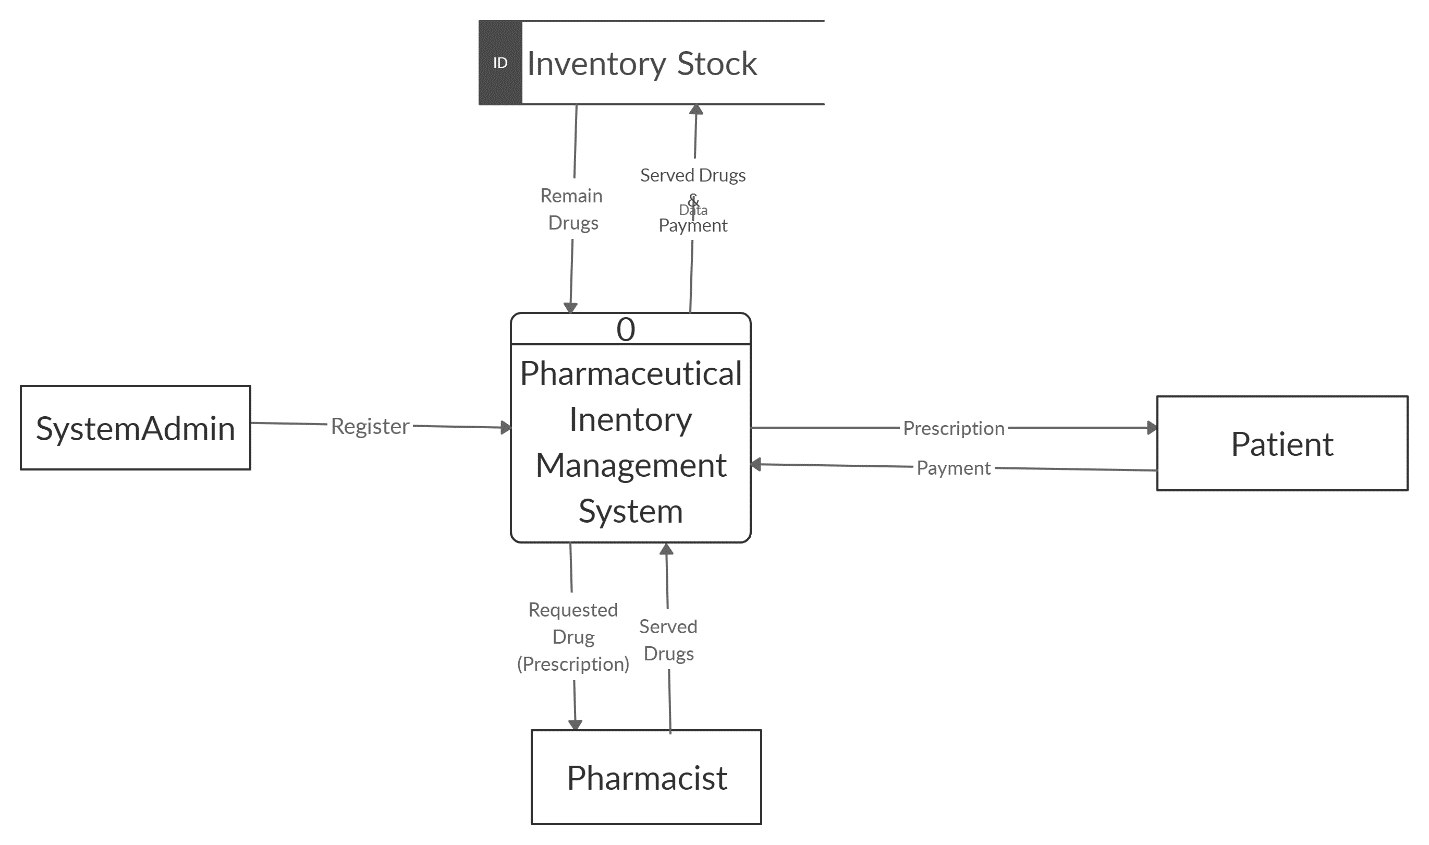 ID
Inventory Stock
Remain
Drugs
Served Drugs
&
Data
Payment
0
Pharmaceutical
Inentory
Management
System
SystemAdmin
Register
Prescription
Payment
Patient
Requested
Drug
(Prescription)
Served
Drugs
Pharmacist